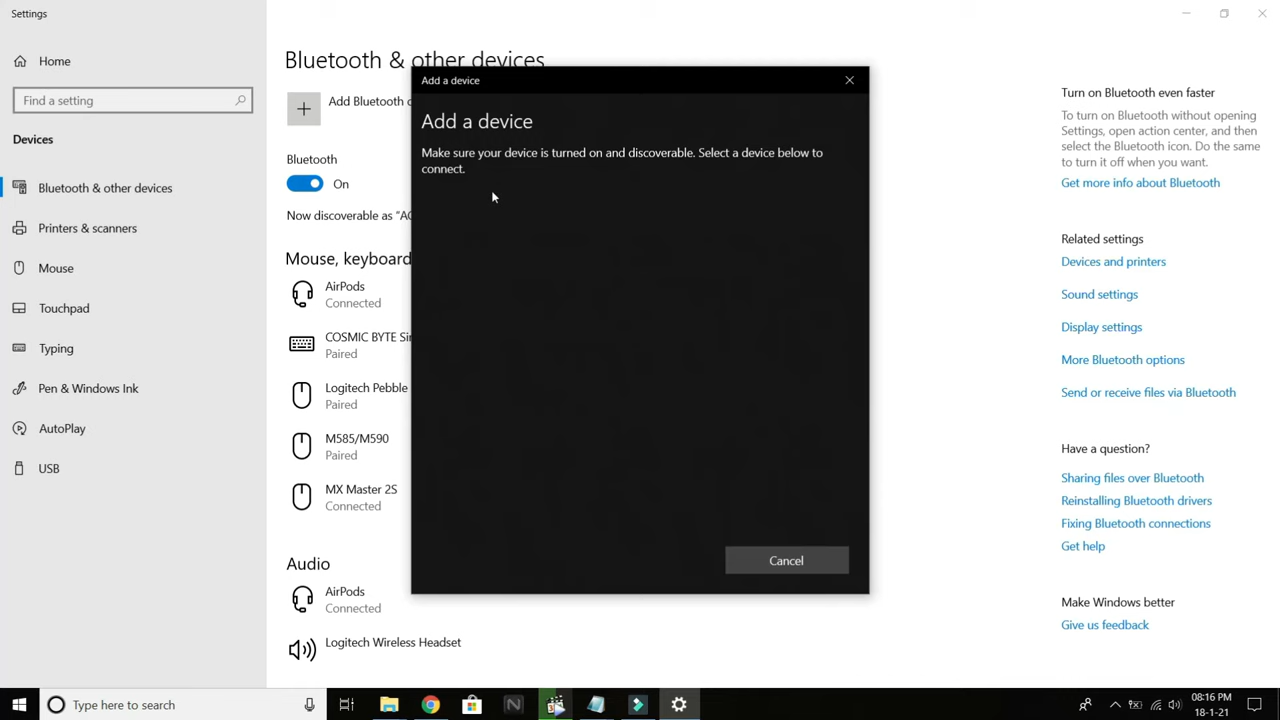 Settings
Home
Find a setting
Devices
Bluetooth & other devices
Printers & scanners
Mouse
Touchpad
Typing
Pen & Windows Ink
AutoPlay
USB
Bluetooth & other devices
Add Bluetooth
Bluetooth
On
Now discoverable as
Mouse, keyboard
AirPods
Connected
COSMIC BYTE
Paired
Logitech Pebble
Paired
M585/M590
Paired
MX Master 2S
Connected
Audio
AirPods
Connected
Logitech Wireless Headset
Add a device
Add a device
Make sure your device is turned on and discoverable. Select a device below to
connect.
Cancel
Turn on Bluetooth even faster
To turn on Bluetooth without opening
Settings, open action center, and then
select the Bluetooth icon. Do the same
to turn it off when you want.
Get more info about Bluetooth
Related settings
Devices and printers
Sound settings
Display settings
More Bluetooth options
Send or receive files via Bluetooth
Have a question?
Sharing files over Bluetooth
Reinstalling Bluetooth drivers
Fixing Bluetooth connections
Get help
Make Windows better
Give us feedback
Type here to search
N
08:16 PM
18-1-21